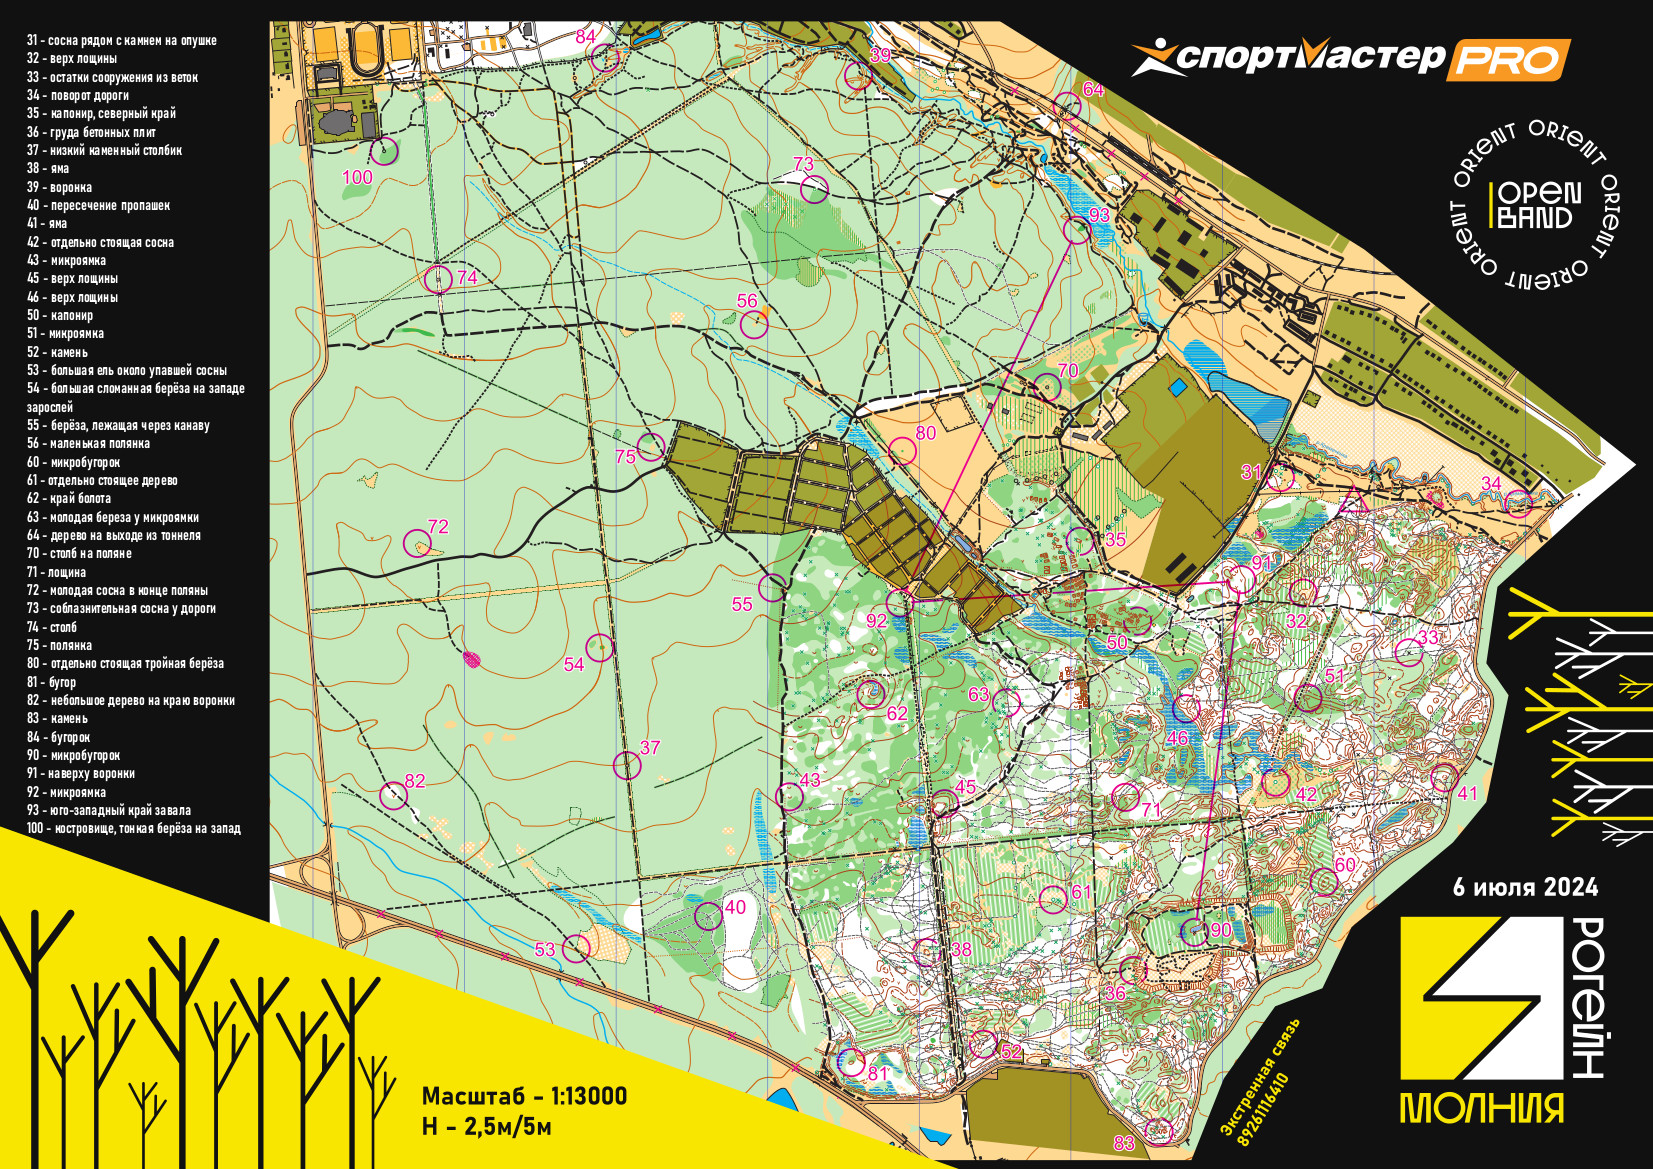 31 - сосна рядом с камнем на опушке
32 - верх лощины
33 - остатки сооружения из веток
34 - поворот дороги
35 - капонир, северный край
36 - груда бетонных плит
37 - низкий каменный столбик
38 - яма
39 - воронка
40 - пересечение пропашек
41 - яма
42 - отдельно стоящая сосна
43 - микроямка
45 - верх лощины
46 - верх лощины
50 - капонир
51 - микроямка
52 - камень
53 - большая ель около упавшей сосны
54 - большая сломанная берёза на западе
зарослей
55 - берёза, лежащая через канаву
56 - маленькая полянка
60 - микробугорок
61 - отдельно стоящее дерево
62 - край болота
63 - молодая береза у микроямки
64 - дерево на выходе из тоннеля
70 - столб на поляне
71 - лощина
72 - молодая сосна в конце поляны
73 - соблазнительная сосна у дороги
74 - столб
75 - полянка
80 - отдельно стоящая тройная берёза
81 - бугор
82 - небольшое дерево на краю воронки
83 - камень
84 - бугорок
90 - микробугорок
91 - наверху воронки
92 - микроямка
93 - юго-западный край завала
100 - костровище, тонкая берёза на запад
84
39
64
100
73
93
74
56
70
80
75
31
34
72
35
91
55
92
32
50
33
54
51
62
63
46
37
82
43
45
71
42
41
60
61
40
90
53
38
36
52
81
83
Масштаб - 1:13000
H - 2,5м/5м
СПОРТМАСТЕР PRO
ORIENT ORIENT ORIENT ORIENT ORIENT ORIENT
OPEN
BAND
6 июля 2024
РОГЕЙН
МОЛНИЯ
Экстренная связь
89261116410